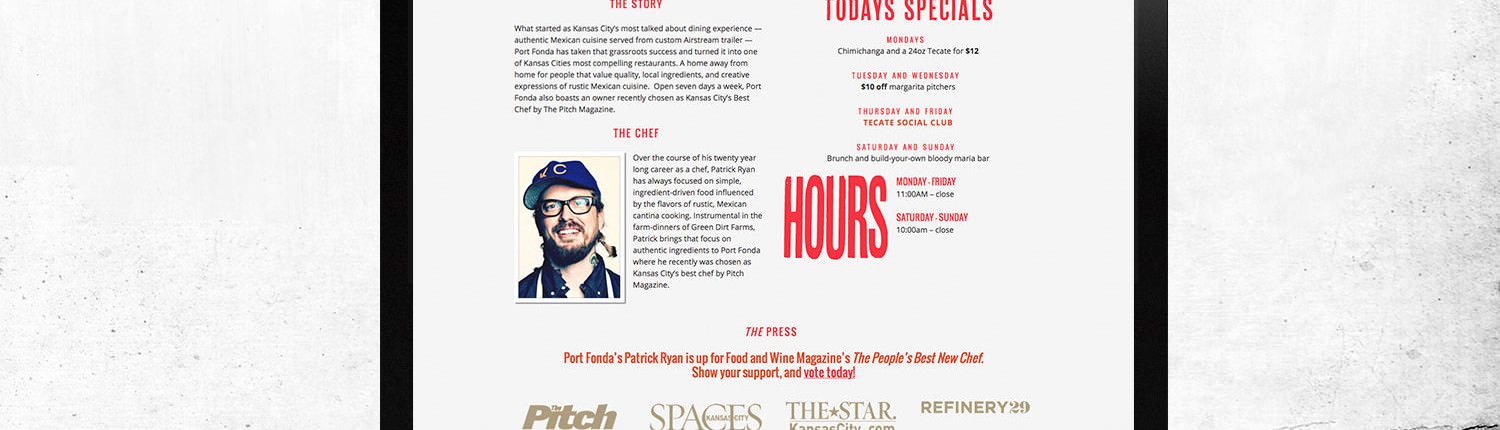 THE STORY
What started as Kansas City's most talked about dining experience —
authentic Mexican cuisine served from custom Airstream trailer —
Port Fonda has taken that grassroots success and turned it into one
of Kansas Cities most compelling restaurants. A home away from
home for people that value quality, local ingredients, and creative
expressions of rustic Mexican cuisine.  Open seven days a week, Port
Fonda also boasts an owner recently chosen as Kansas City's Best
Chef by The Pitch Magazine.
THE CHEF
Over the course of his twenty year
long career as a chef, Patrick Ryan
has always focused on simple,
ingredient-driven food influenced
by the flavors of rustic, Mexican
cantina cooking. Instrumental in the
farm-dinners of Green Dirt Farms,
Patrick brings that focus on
authentic ingredients to Port Fonda
where he recently was chosen as
Kansas City's best chef by Pitch
Magazine.
C
TODAYS SPECIALS
MONDAYS
Chimichanga and a 24oz Tecate for $12
TUESDAY AND WEDNESDAY
$10 off margarita pitchers
THURSDAY AND FRIDAY
TECATE SOCIAL CLUB
SATURDAY AND SUNDAY
Brunch and build-your-own bloody maria bar
HOURS
MONDAY - FRIDAY
11:00AM – close
SATURDAY - SUNDAY
10:00am – close
THE PRESS
Port Fonda's Patrick Ryan is up for Food and Wine Magazine's The People's Best New Chef.
Show your support, and vote today!
The Pitch
SPACES KANSAS CITY
THE★STAR.
KansasCity.com
REFINERY29